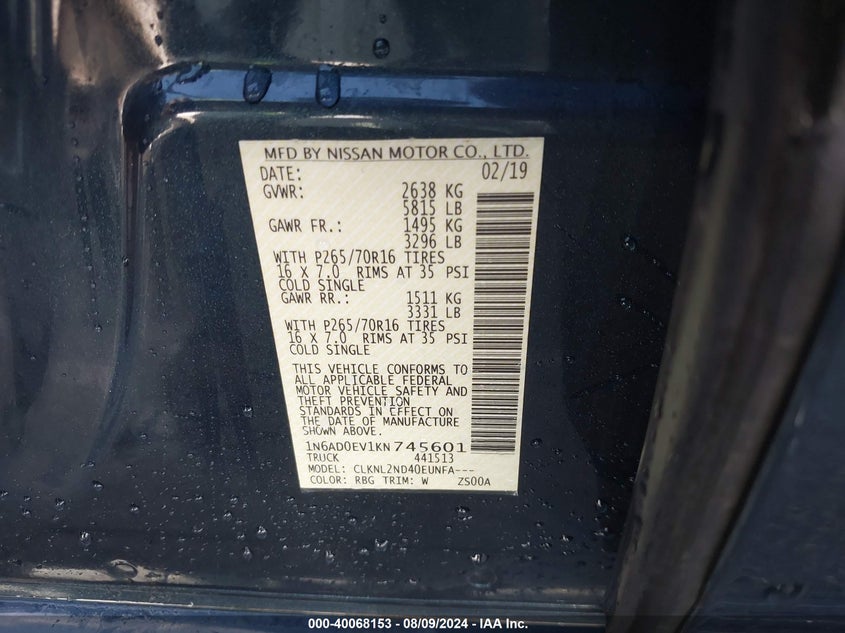 MFD BY NISSAN MOTOR CO., LTD.
DATE: 02/19
GVWR: 2638 KG
5815 LB
GAWR FR.: 1495 KG
3296 LB
WITH P265/70R16 TIRES
16 X 7.0 RIMS AT 35 PSI
COLD SINGLE
GAWR RR.: 1511 KG
3331 LB
WITH P265/70R16 TIRES
16 X 7.0 RIMS AT 35 PSI
COLD SINGLE
THIS VEHICLE CONFORMS TO
ALL APPLICABLE FEDERAL
MOTOR VEHICLE SAFETY AND
THEFT PREVENTION
STANDARDS IN EFFECT ON
THE DATE OF MANUFACTURE
SHOWN ABOVE.
1N6AD0EV1KN745601
TRUCK 441513
MODEL: CLKNL2ND40EUNFA---
COLOR: RBG TRIM: W ZS00A
000-40068153 - 08/09/2024 - IAA Inc.